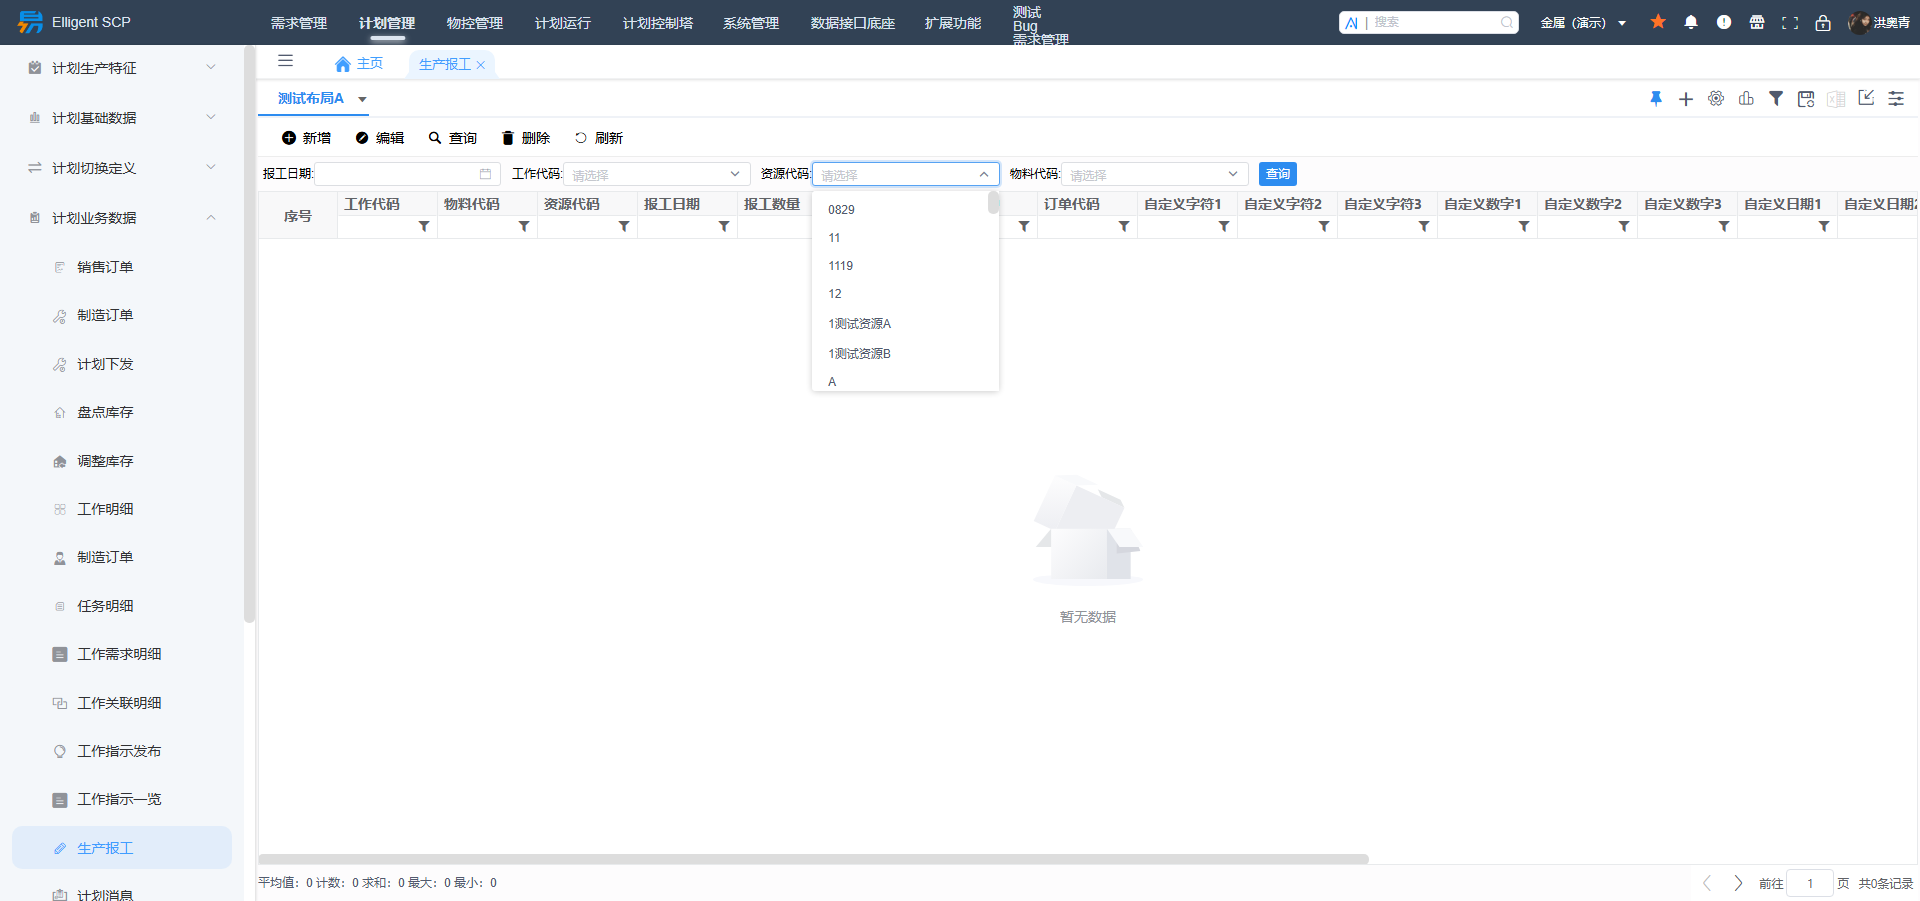 Elligent SCP
需求管理 计划管理 物控管理 计划运行 计划控制塔 系统管理 数据接口底座 扩展功能
测试
Bug
需求管理
AI | 搜索
金属（演示）
洪奥青
计划生产特征
计划基础数据
计划切换定义
计划业务数据
销售订单
制造订单
计划下发
盘点库存
调整库存
工作明细
制造订单
任务明细
工作需求明细
工作关联明细
工作指示发布
工作指示一览
生产报工
计划消息
主页 生产报工
测试布局A
新增 编辑 查询 删除 刷新
报工日期: 工作代码: 请选择 资源代码: 请选择 物料代码: 请选择 查询
序号 工作代码 物料代码 资源代码 报工日期 报工数量 订单代码 自定义字符1 自定义字符2 自定义字符3 自定义数字1 自定义数字2 自定义数字3 自定义日期1 自定义日期2
0829
11
1119
12
1测试资源A
1测试资源B
A
暂无数据
平均值：0 计数：0 求和：0 最大：0 最小：0
前往 1 页 共0条记录